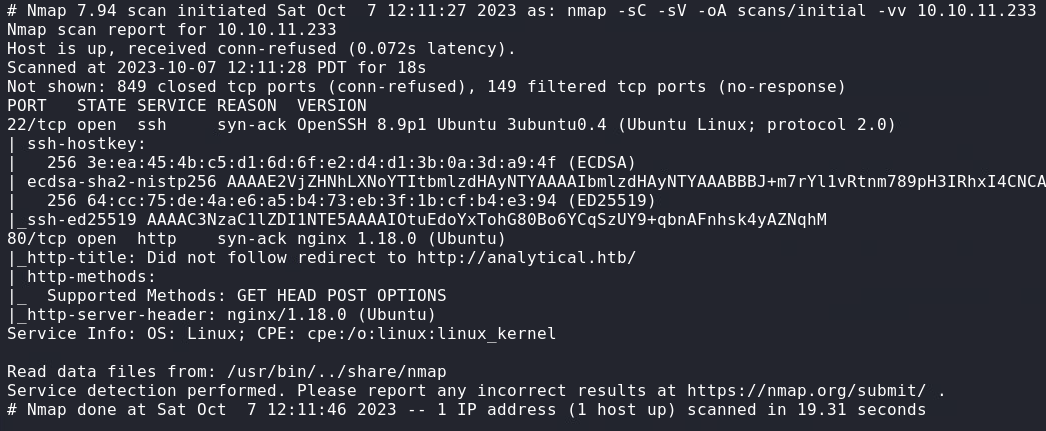 # Nmap 7.94 scan initiated Sat Oct  7 12:11:27 2023 as: nmap -sC -sV -oA scans/initial -vv 10.10.11.233
Nmap scan report for 10.10.11.233
Host is up, received conn-refused (0.072s latency).
Scanned at 2023-10-07 12:11:28 PDT for 18s
Not shown: 849 closed tcp ports (conn-refused), 149 filtered tcp ports (no-response)
PORT   STATE SERVICE REASON  VERSION
22/tcp open  ssh     syn-ack OpenSSH 8.9p1 Ubuntu 3ubuntu0.4 (Ubuntu Linux; protocol 2.0)
| ssh-hostkey:
|   256 3e:ea:45:4b:c5:d1:6d:6f:e2:d4:d1:3b:0a:3d:a9:4f (ECDSA)
| ecdsa-sha2-nistp256 AAAAE2VjZHNhLXNoYTItbmlzdHAyNTYAAAAIbmlzdHAyNTYAAABBBJ+m7rYl1vRtnm789pH3IRhxI4CNCA
|   256 64:cc:75:de:4a:e6:a5:b4:73:eb:3f:1b:cf:b4:e3:94 (ED25519)
|_ssh-ed25519 AAAAC3NzaC1lZDI1NTE5AAAAIOtuEdoYxTohG80Bo6YCqSzUY9+qbnAFnhsk4yAZNqhM
80/tcp open  http    syn-ack nginx 1.18.0 (Ubuntu)
|_http-title: Did not follow redirect to http://analytical.htb/
| http-methods:
|_  Supported Methods: GET HEAD POST OPTIONS
|_http-server-header: nginx/1.18.0 (Ubuntu)
Service Info: OS: Linux; CPE: cpe:/o:linux:linux_kernel
Read data files from: /usr/bin/../share/nmap
Service detection performed. Please report any incorrect results at https://nmap.org/submit/ .
# Nmap done at Sat Oct  7 12:11:46 2023 -- 1 IP address (1 host up) scanned in 19.31 seconds